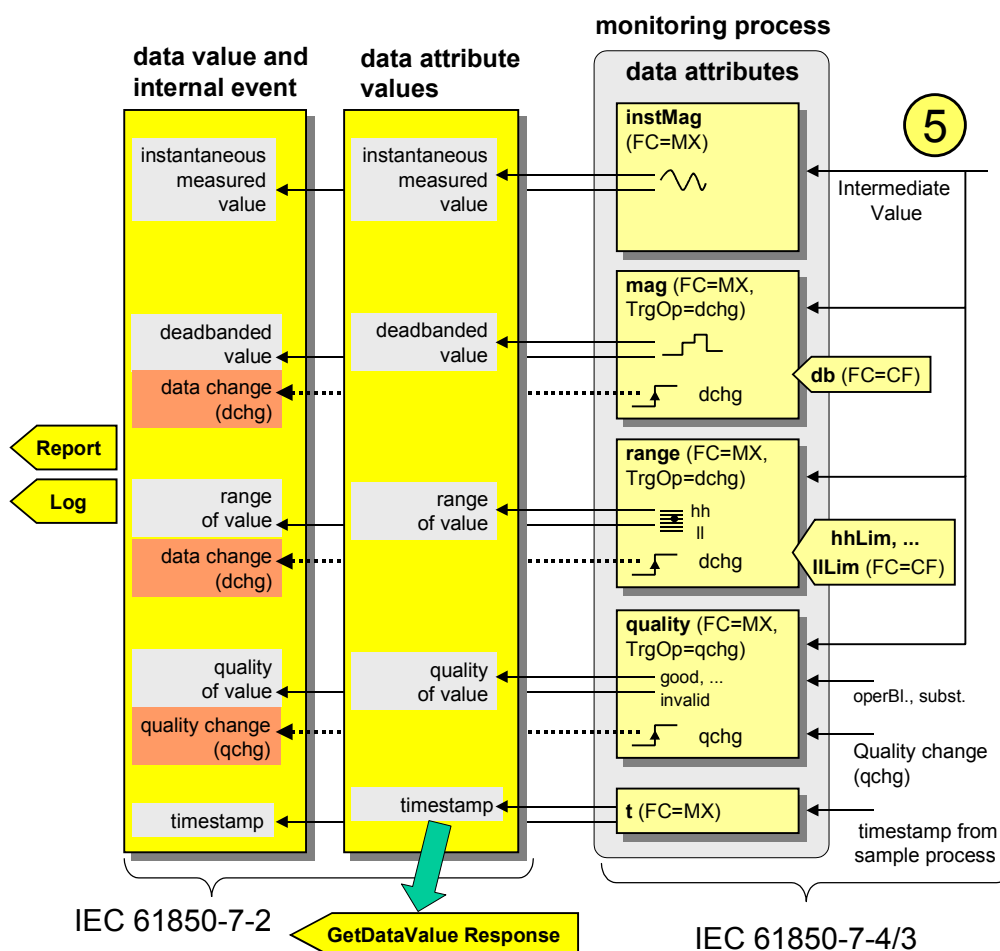 monitoring process
data value and
internal event
data attribute
values
data attributes
instantaneous
measured
value
instantaneous
measured
value
instMag
(FC=MX)
5
Intermediate
Value
deadbanded
value
data change
(dchg)
deadbanded
value
mag (FC=MX,
TrgOp=dchg)
dchg
db (FC=CF)
Report
Log
range
of value
data change
(dchg)
range
of value
range (FC=MX,
TrgOp=dchg)
hh
ll
dchg
hhLim, ...
llLim (FC=CF)
quality
of value
quality change
(qchg)
quality
of value
quality (FC=MX,
TrgOp=qchg)
good, ...
invalid
qchg
operBl., subst.
Quality change
(qchg)
timestamp
timestamp
t (FC=MX)
timestamp from
sample process
IEC 61850-7-2
GetDataValue Response
IEC 61850-7-4/3